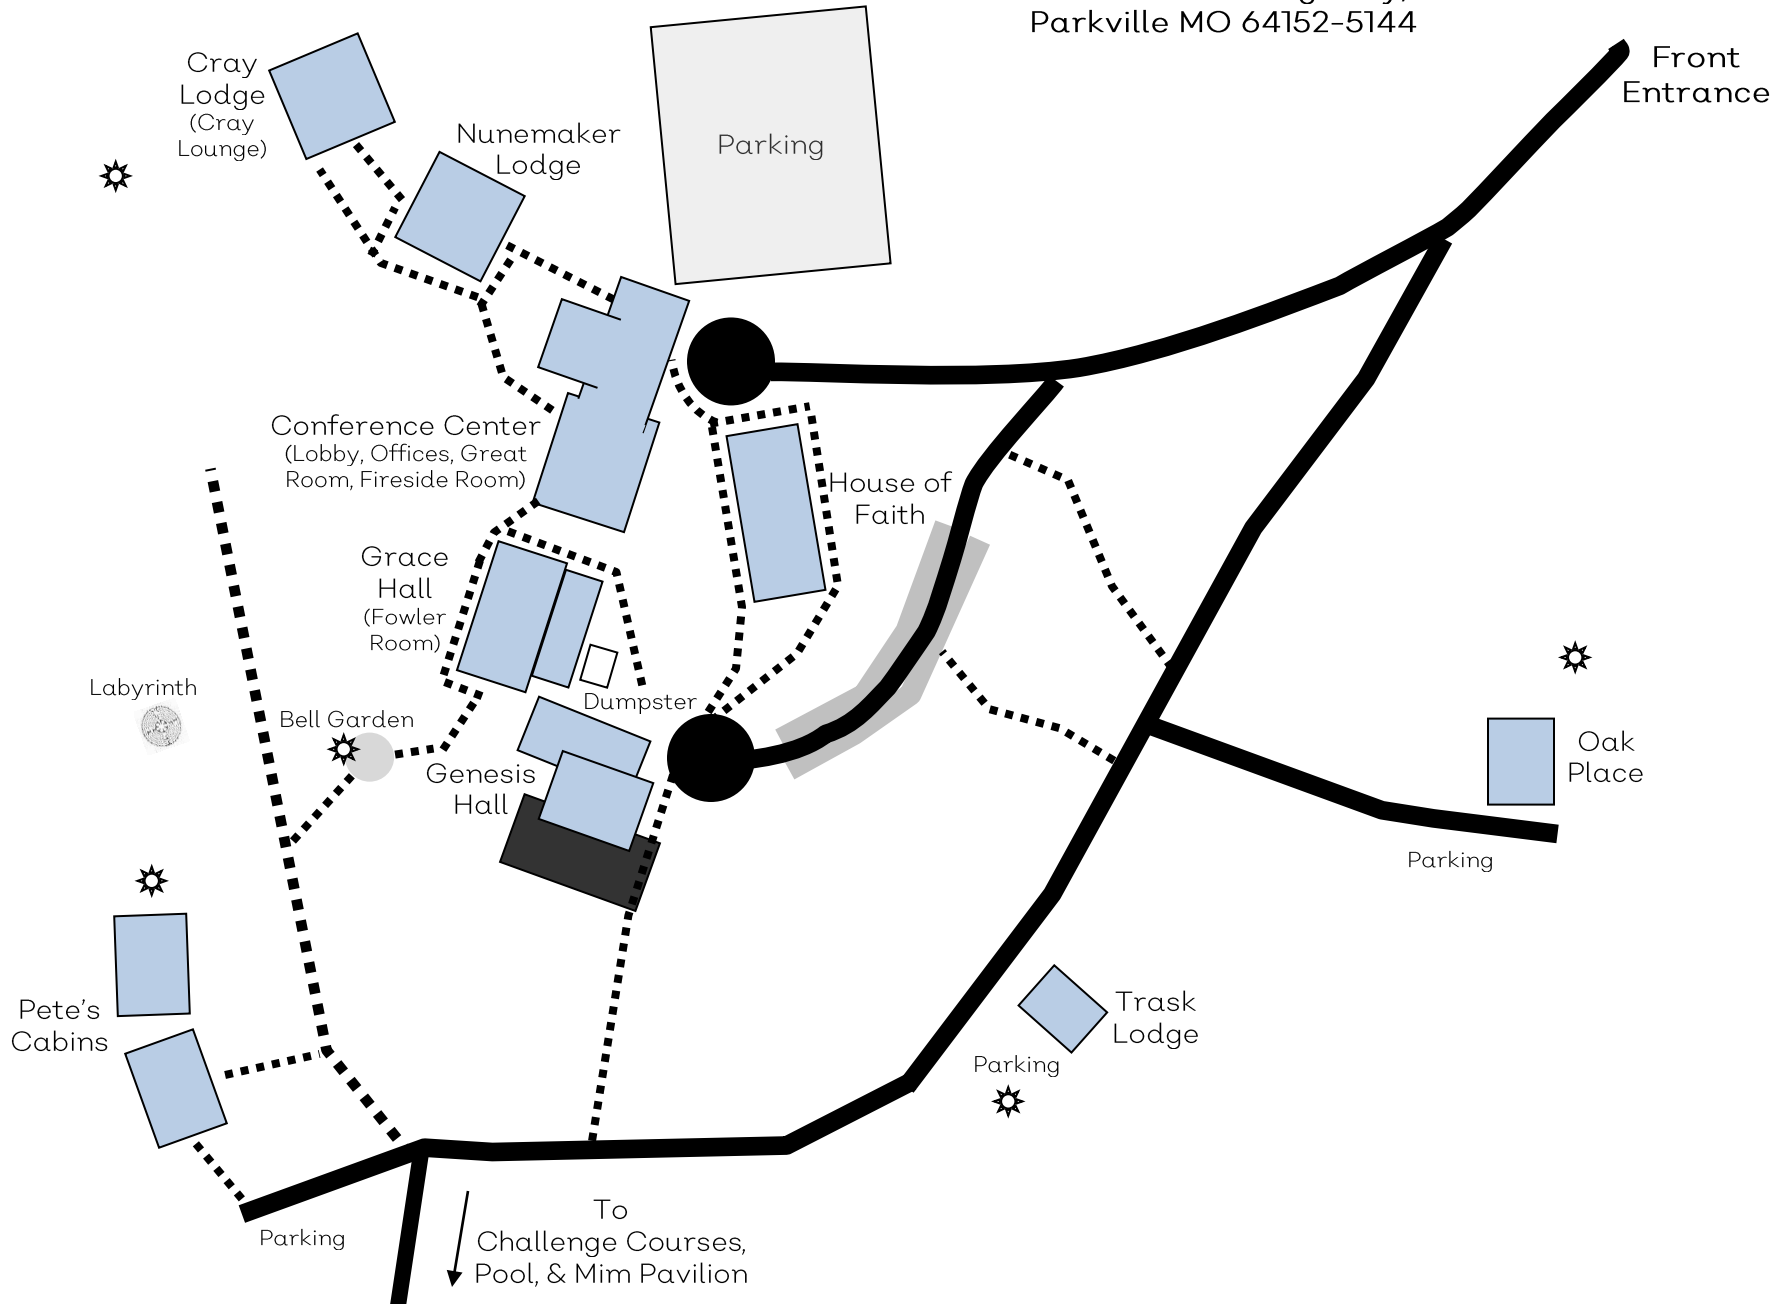 Parkville MO 64152-5144
Front
Entrance
Cray
Lodge
(Cray
Lounge)
Nunemaker
Lodge
Parking
Conference Center
(Lobby, Offices, Great
Room, Fireside Room)
House of
Faith
Grace
Hall
(Fowler
Room)
Labyrinth
Dumpster
Bell Garden
Genesis
Hall
Oak
Place
Parking
Pete's
Cabins
Trask
Lodge
Parking
Parking
To
Challenge Courses,
Pool, & Mim Pavilion